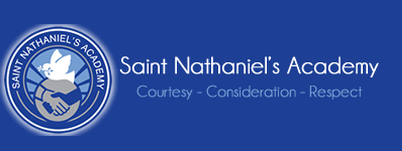 SAINT NATHANIEL'S ACADEMY
Saint Nathaniel's Academy
Courtesy - Consideration - Respect